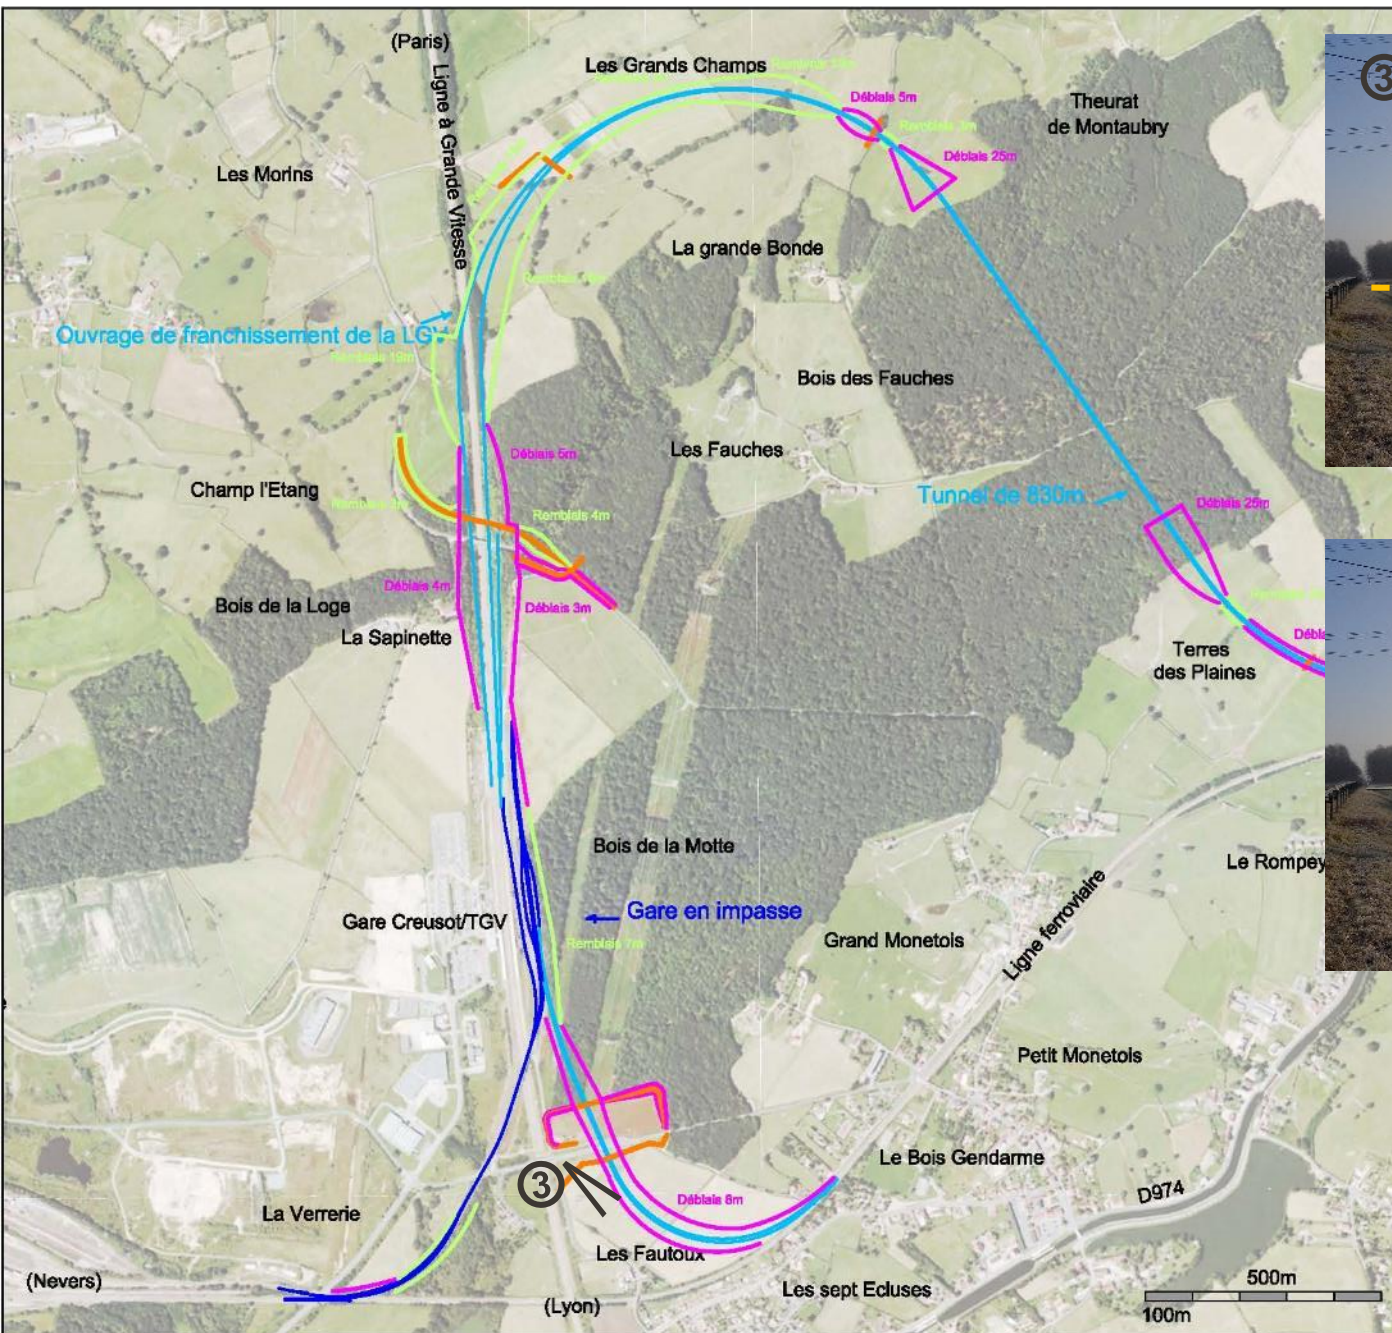 (Paris)
Ligne à Grande Vitesse
Les Grands Champs
Déblais 5m
Theurat
de Montaubry
Déblais 25m
3
Les Morins
La grande Bonde
Ouvrage de franchissement de la LGV
Remblais 19m
Bois des Fauches
Déblais 5m
Les Fauches
Champ l'Etang
Tunnel de 830m
Déblais 25m
Remblais 4m
Déblais 4m
Bois de la Loge
Déblais 3m
La Sapinette
Terres
des Plaines
Débla
Bois de la Motte
Le Rompey
Gare Creusot/TGV
Gare en impasse
Remblais 7m
Grand Monetois
Ligne ferroviaire
Petit Monetois
Le Bois Gendarme
3
Déblais 8m
D974
La Verrerie
Les Fautoux
(Nevers)
(Lyon)
Les sept Ecluses
500m
100m